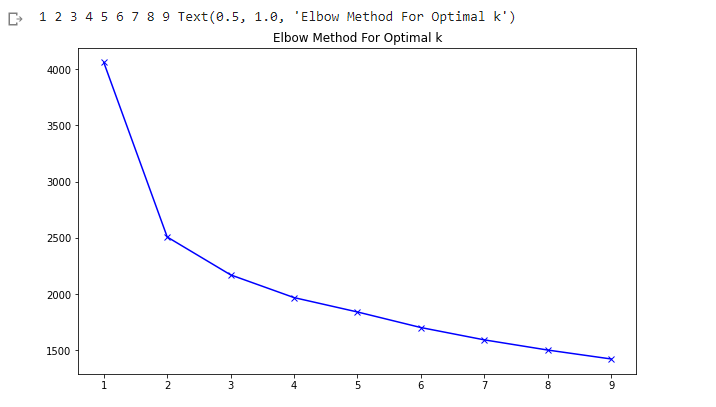 1 2 3 4 5 6 7 8 9 Text(0.5, 1.0, 'Elbow Method For Optimal k')
Elbow Method For Optimal k
4000
3500
3000
2500
2000
1500
1 2 3 4 5 6 7 8 9